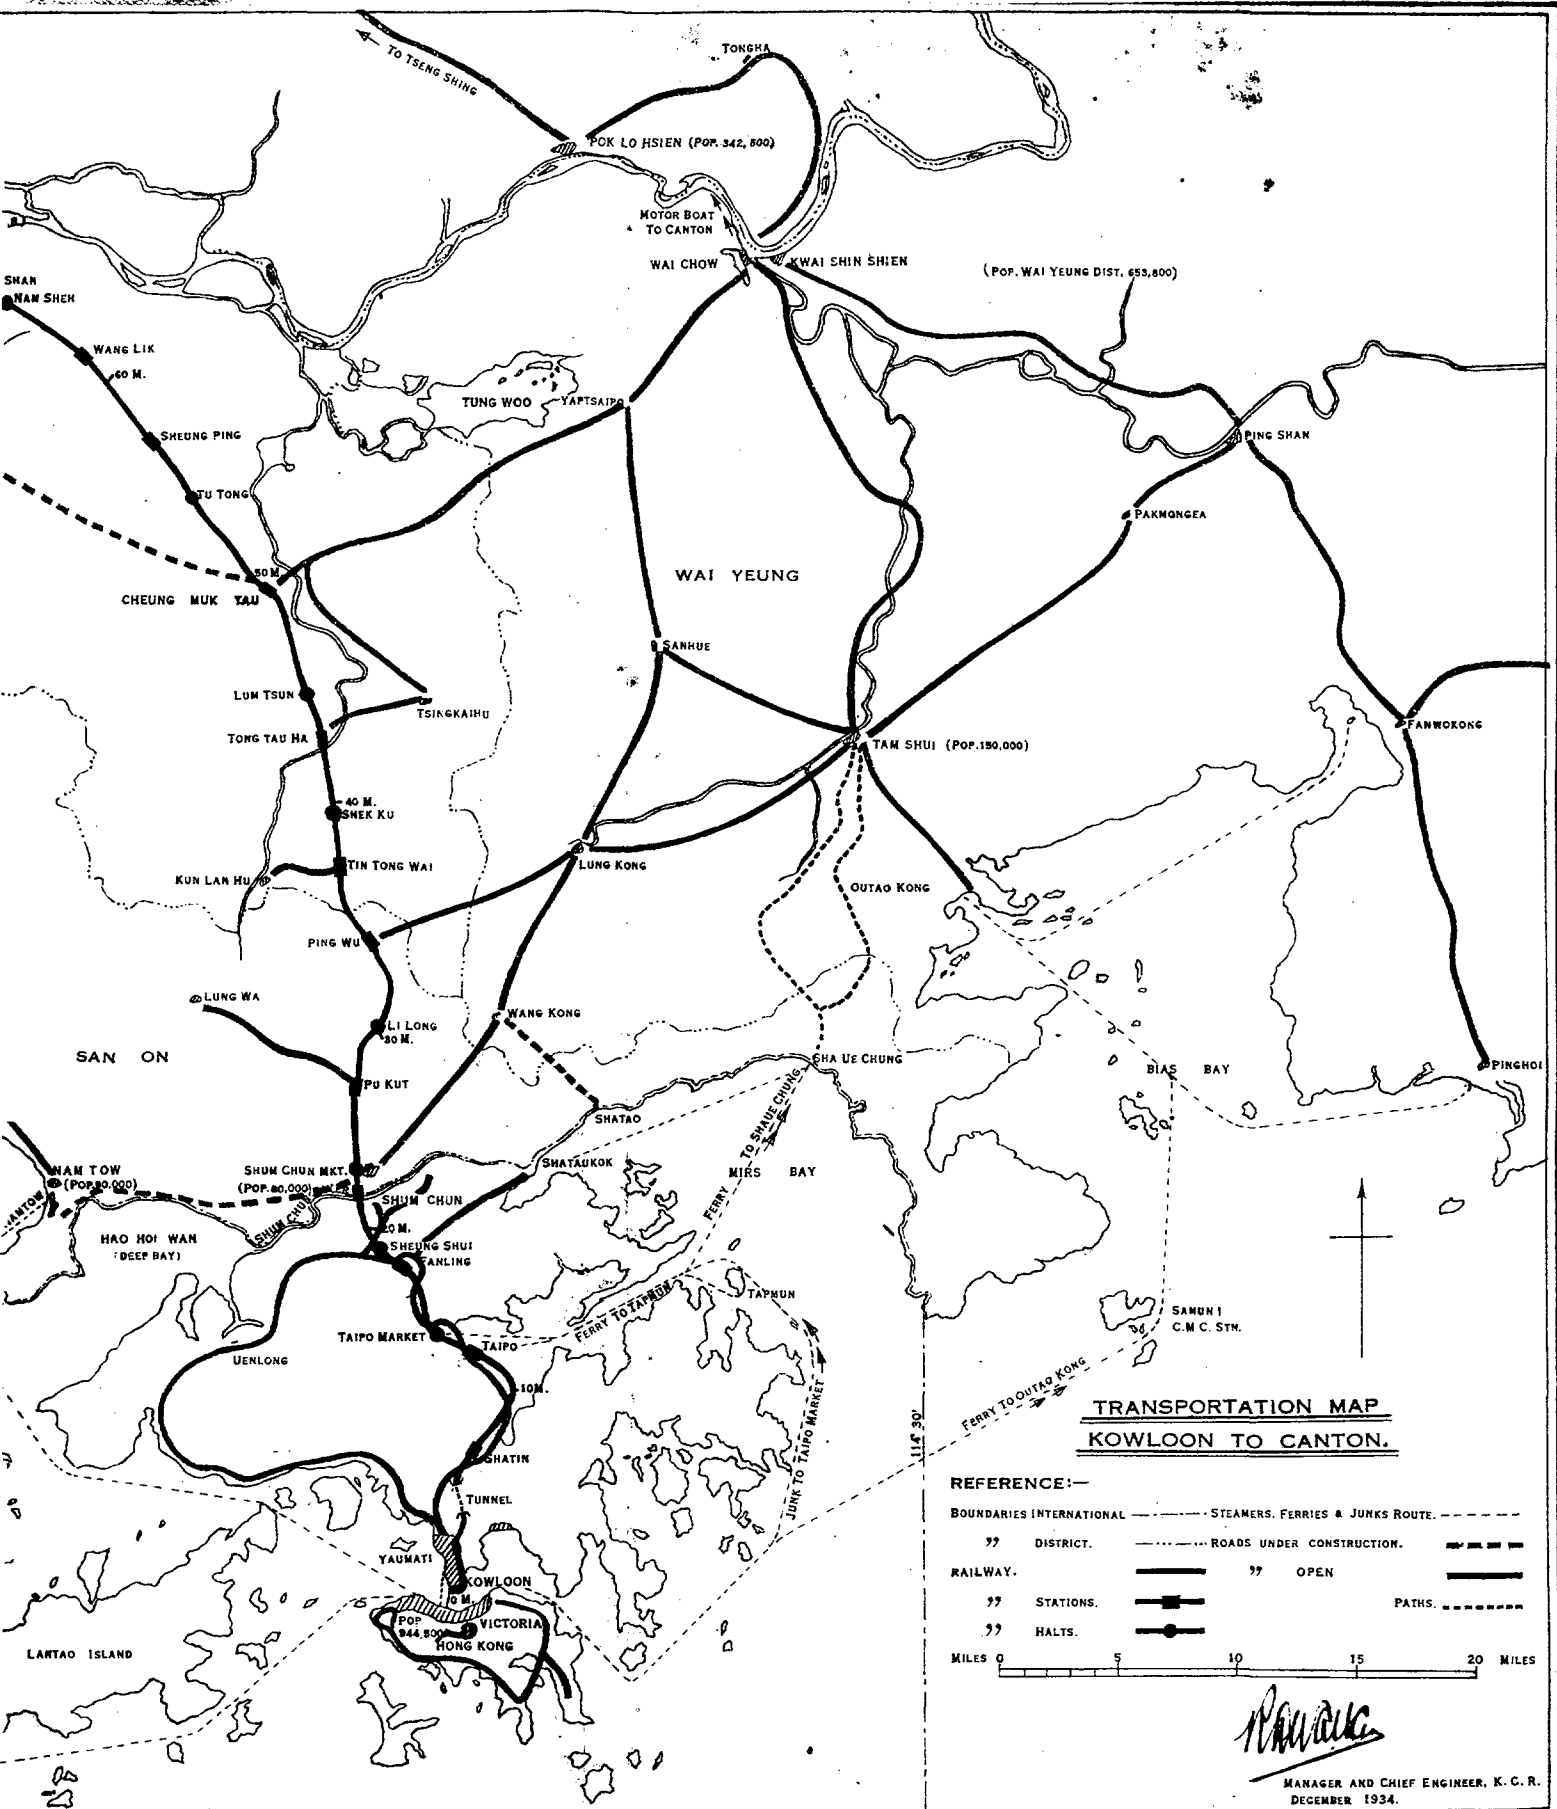 TO TSENG SHING
TONGHA
POK LO HSIEN (POP. 342,500)
MOTOR BOAT
TO CANTON
WAI CHOW
KWAI SHIN SHIEN
(POP. WAI YEUNG DIST. 653,800)
SHAN
NAM SHEH
WANG LIK
60 M.
TUNG WOO
YAPTSAIPO
SHEUNG PING
PING SHAN
TU TONG
PAKMONGEA
50 M.
WAI YEUNG
CHEUNG MUK TAU
SANHUE
LUM TSUN
TSINGKAIHU
TONG TAU HA
FANWOKONG
TAM SHUI (POP. 150,000)
40 M.
SHEK KU
TIN TONG WAI
LUNG KONG
KUN LAN HU
OUTAO KONG
PING WU
LUNG WA
WANG KONG
LI LONG
30 M.
SAN ON
SHA UE CHUNG
BIAS BAY
PINGHOI
PU KUT
SHATAO
FERRY TO SHAUE CHUNG
SHATAUKOK
MIRS BAY
NAM TOW
(POP. 90,000)
SHUM CHUN MKT.
(POP. 80,000)
SHUM CHUN
SHUM CHUN
HAO HOI WAN
(DEEP BAY)
20 M.
SHEUNG SHUI
FANLING
FERRY TO TAPMUN
TAPMUN
SAMUN I
C.M.C. STN.
TAIPO MARKET
TAIPO
UENLONG
10 M.
JUNK TO TAIPO MARKET
FERRY TO OUTAO KONG
114° 30'
SHATIN
TUNNEL
YAUMATI
KOWLOON
0 M.
POP
944,500
VICTORIA
HONG KONG
LANTAO ISLAND
TRANSPORTATION MAP
KOWLOON TO CANTON.
REFERENCE:—
BOUNDARIES INTERNATIONAL STEAMERS, FERRIES & JUNKS ROUTE.
" DISTRICT. ROADS UNDER CONSTRUCTION.
RAILWAY. " OPEN
" STATIONS. PATHS.
" HALTS.
MILES 0 5 10 15 20 MILES
MANAGER AND CHIEF ENGINEER, K.C.R.
DECEMBER 1934.